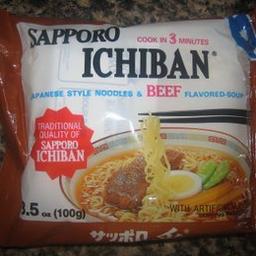 SAPPORO
COOK IN 3 MINUTES
ICHIBAN®
JAPANESE STYLE NOODLES & BEEF FLAVORED SOUP
TRADITIONAL
QUALITY OF
SAPPORO
ICHIBAN
3.5 oz (100g)
WITH
サッポロ一